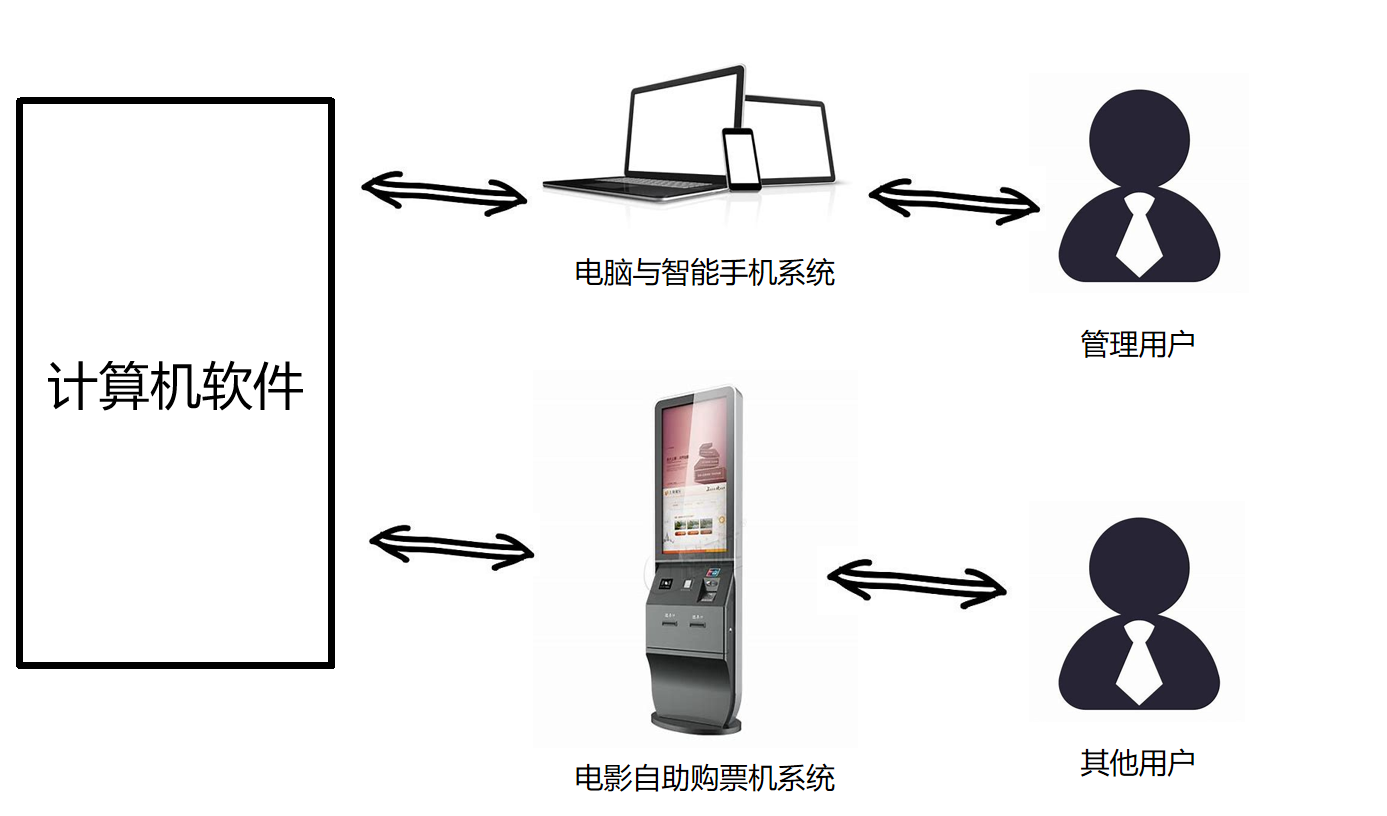 计算机软件
电脑与智能手机系统
管理用户
电影自助购票机系统
其他用户